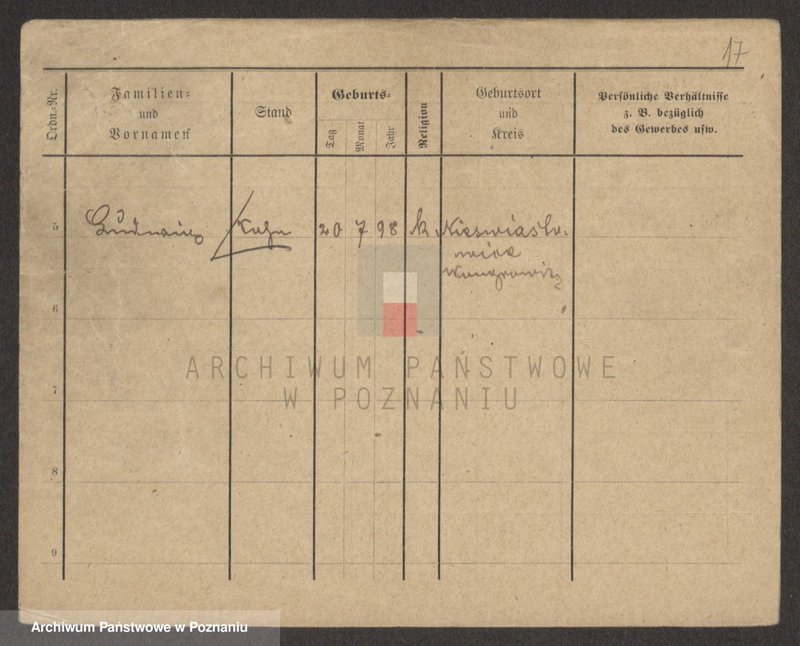 17
Ordn.-Nr.
Familien-
und
Vornamen
Stand
Geburts-
Tag
Monat
Jahr
Religion
Geburtsort
und
Kreis
Persönliche Verhältnisse
z. B. bezüglich
des Gewerbes usw.
5
20 7 98 k
Wongrowitz
6
7
8
9
ARCHIWUM PAŃSTWOWE
W POZNANIU
Archiwum Państwowe w Poznaniu